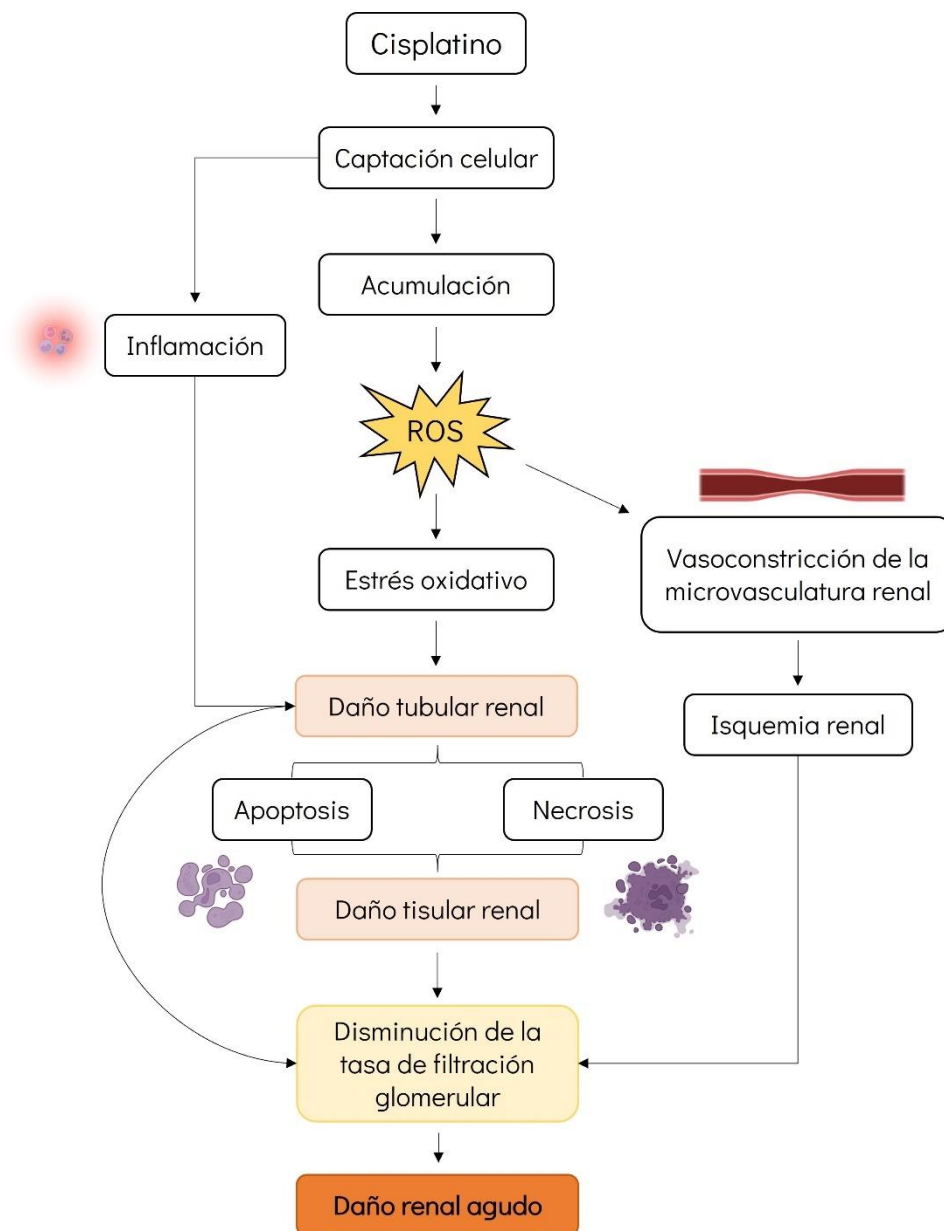 Cisplatino
Captación celular
Acumulación
Inflamación
ROS
Vasoconstricción de la
microvasculatura renal
Estrés oxidativo
Daño tubular renal
Isquemia renal
Apoptosis
Necrosis
Daño tisular renal
Disminución de la
tasa de filtración
glomerular
Daño renal agudo